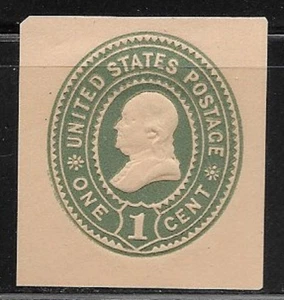 UNITED STATES POSTAGE
ONE 1 CENT